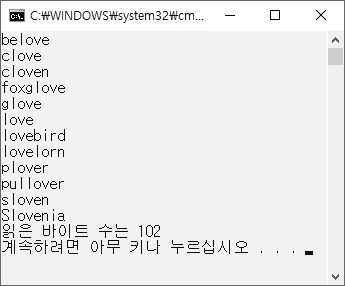 C:₩WINDOWS₩system32₩cm...
belove
clove
cloven
foxglove
glove
love
lovebird
lovelorn
plover
pullover
sloven
Slovenia
읽은 바이트 수는 102
계속하려면 아무 키나 누르십시오 . . .